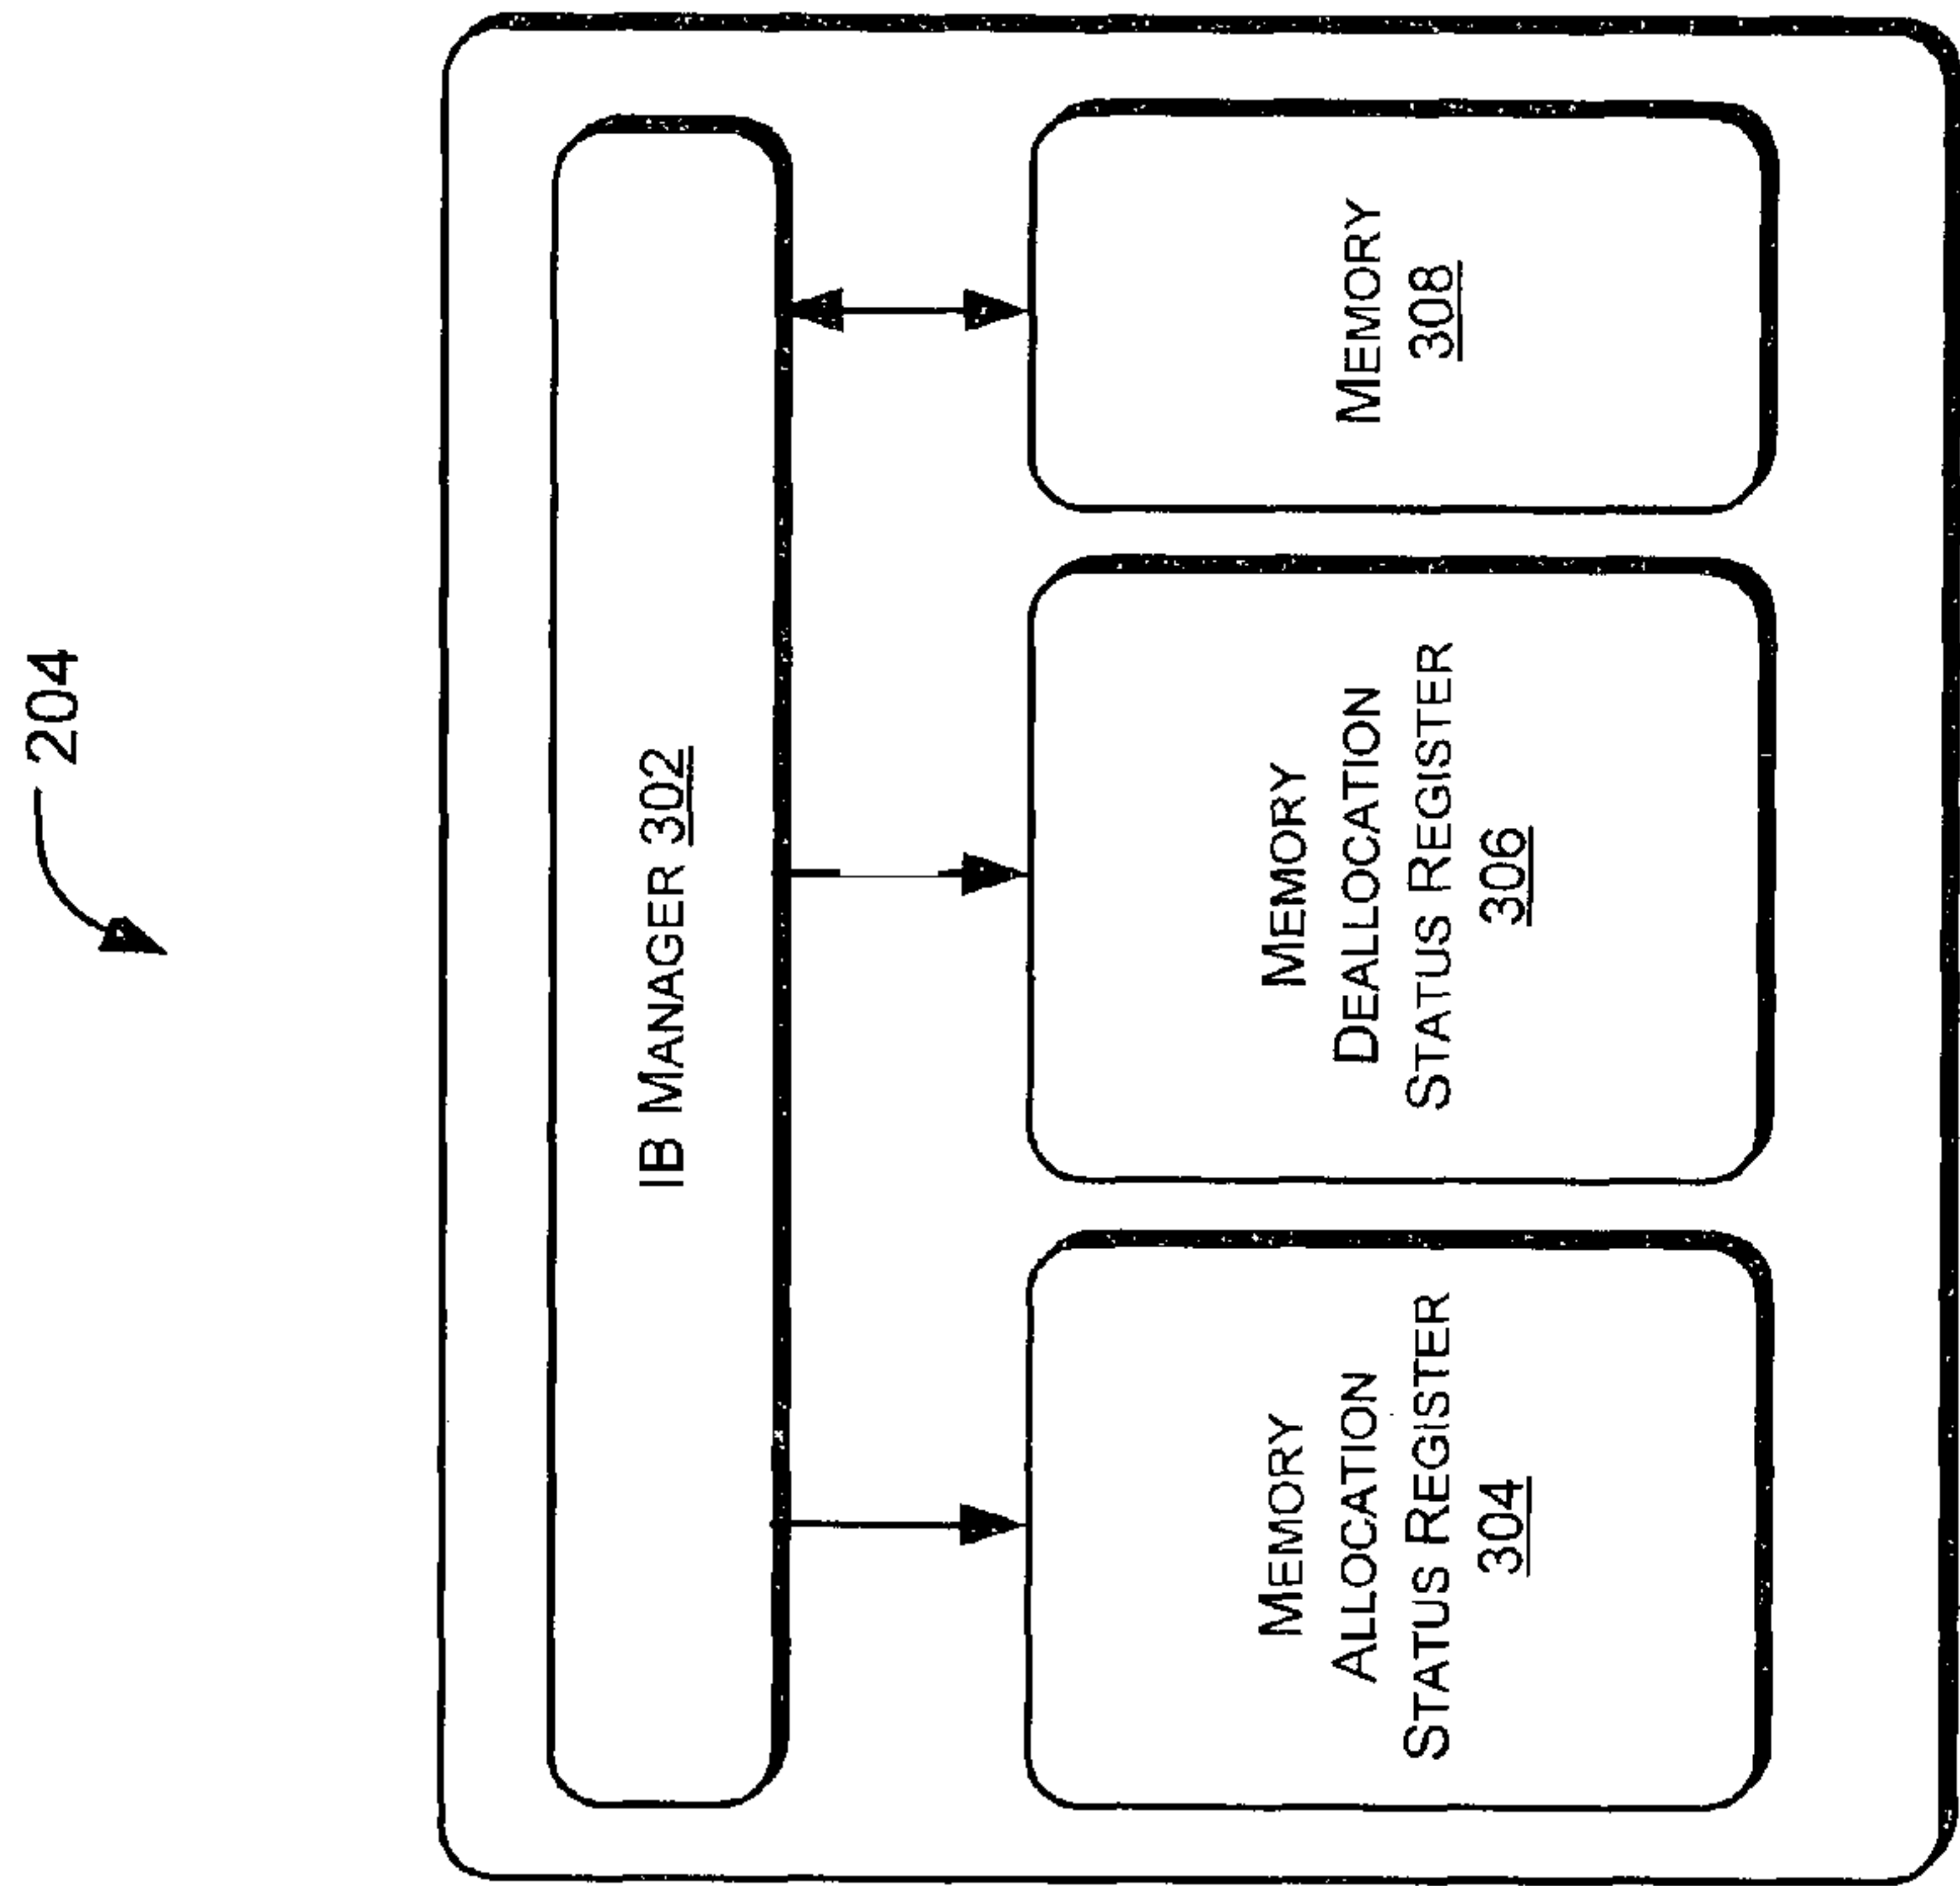 204
IB MANAGER 302
MEMORY
ALLOCATION
STATUS REGISTER
304
MEMORY
DEALLOCATION
STATUS REGISTER
306
MEMORY
308